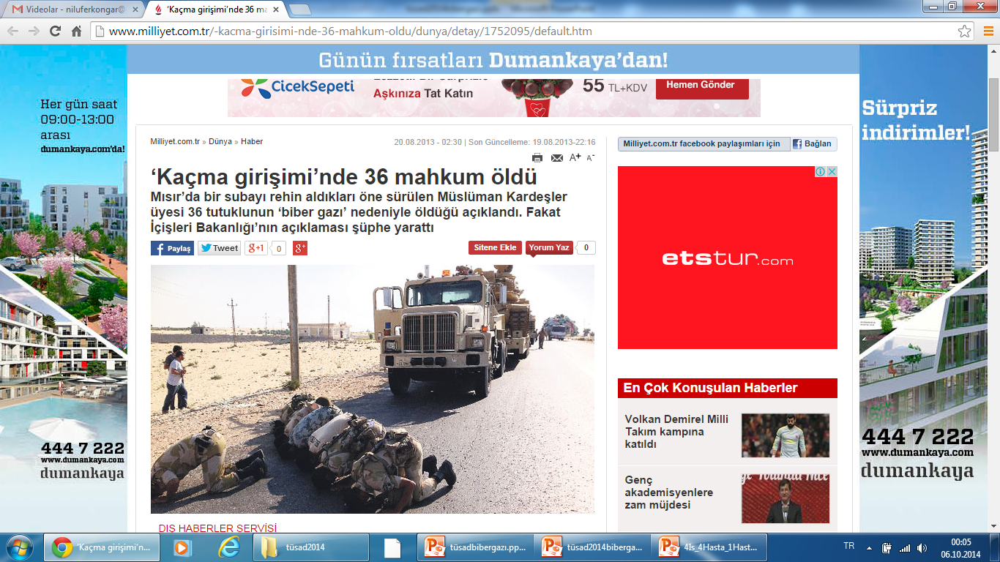 Videolar - niluferkongar@
'Kaçma girişimi'nde 36 ma
www.milliyet.com.tr/-kacma-girisimi-nde-36-mahkum-oldu/dunya/detay/1752095/default.htm
Günün fırsatları Dumankaya'dan!
CicekSepeti
Aşkınıza Tat Katın
55 TL+KDV
Hemen Gönder
Her gün saat
09:00-13:00
arası
dumankaya.com'da!
444 7 222
www.dumankaya.com
dumankaya
Milliyet.com.tr » Dünya » Haber
20.08.2013 - 02:30 | Son Güncelleme: 19.08.2013-22:16
A+ A-
'Kaçma girişimi'nde 36 mahkum öldü
Mısır'da bir subayı rehin aldıkları öne sürülen Müslüman Kardeşler
üyesi 36 tutuklunun 'biber gazı' nedeniyle öldüğü açıklandı. Fakat
İçişleri Bakanlığı'nın açıklaması şüphe yarattı
Paylaş
Tweet
g+1 0
g+
Sitene Ekle
Yorum Yaz 0
DIŞ HABERLER SERVİSİ
Milliyet.com.tr facebook paylaşımları için
Bağlan
etstur.com
En Çok Konuşulan Haberler
Volkan Demirel Milli
Takım kampına
katıldı
Genç
akademisyenlere
zam müjdesi
Sürpriz
indirimler!
444 7 222
www.dumankaya.com
dumankaya
'Kaçma girişimi'n...
tüsad2014
tüsadbibergazı.pp...
tüsad2014biberga...
4Is_4Hasta_1Hast...
TR
00:05
06.10.2014